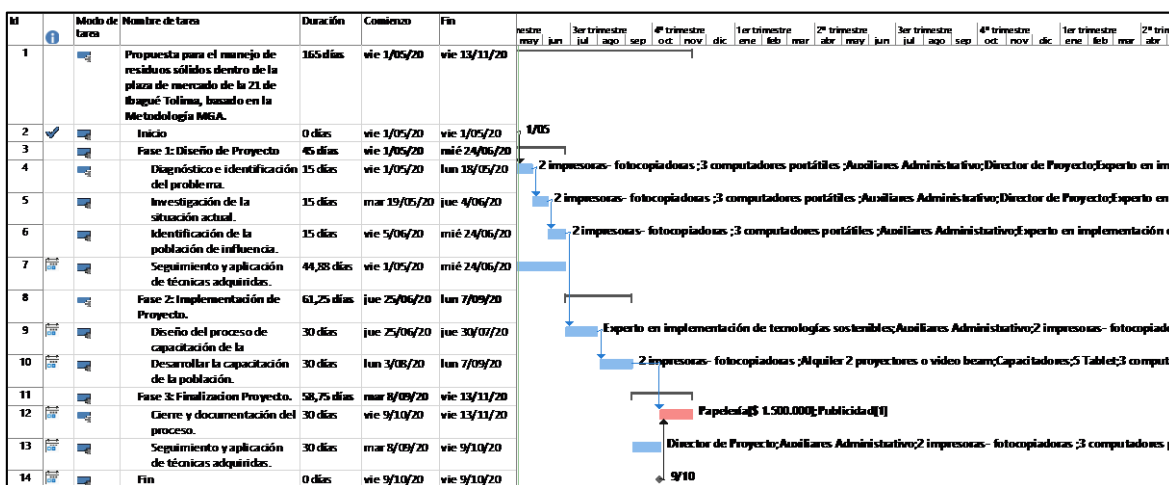 Id Modo de tarea Nombre de tarea Duración Comienzo Fin
mestre 3er trimestre 4º trimestre 1er trimestre 2º trimestre 3er trimestre 4º trimestre 1er trimestre 2º trim
may jun jul ago sep oct nov dic ene feb mar abr may jun jul ago sep oct nov dic ene feb mar abr
1 Propuesta para el manejo de 165 días vie 1/05/20 vie 13/11/20
residuos sólidos dentro de la
plaza de mercado de la 21 de
Ibagué Tolima, basado en la
Metodología MGA.
2 Inicio 0 días vie 1/05/20 vie 1/05/20 1/05
3 Fase 1: Diseño de Proyecto 45 días vie 1/05/20 mié 24/06/20
4 Diagnóstico e identificación 15 días vie 1/05/20 lun 18/05/20 2 impresoras- fotocopiadoras ;3 computadores portátiles ;Auxiliares Administrativo;Director de Proyecto;Experto en im
del problema.
5 Investigación de la 15 días mar 19/05/20 jue 4/06/20 2 impresoras- fotocopiadoras ;3 computadores portátiles ;Auxiliares Administrativo;Director de Proyecto;Experto en
situación actual.
6 Identificación de la 15 días vie 5/06/20 mié 24/06/20 2 impresoras- fotocopiadoras ;3 computadores portátiles ;Auxiliares Administrativo;Experto en implementación
población de influencia.
7 Seguimiento y aplicación 44,88 días vie 1/05/20 mié 24/06/20
de técnicas adquiridas.
8 Fase 2: Implementación de 61,25 días jue 25/06/20 lun 7/09/20
Proyecto.
9 Diseño del proceso de 30 días jue 25/06/20 jue 30/07/20 Experto en implementación de tecnologías sostenibles;Auxiliares Administrativo;2 impresoras- fotocopiado
capacitación de la
10 Desarrollar la capacitación 30 días lun 3/08/20 lun 7/09/20 2 impresoras- fotocopiadoras ;Alquiler 2 proyectores o video beam;Capacitadores;5 Tablet;3 comput
de la población.
11 Fase 3: Finalizacion Proyecto. 58,75 días mar 8/09/20 vie 13/11/20
12 Cierre y documentación del 30 días vie 9/10/20 vie 13/11/20 Papelería[$ 1.500.000];Publicidad[1]
proceso.
13 Seguimiento y aplicación 30 días mar 8/09/20 vie 9/10/20 Director de Proyecto;Auxiliares Administrativo;2 impresoras- fotocopiadoras ;3 computadores
de técnicas adquiridas.
14 Fin 0 días vie 9/10/20 vie 9/10/20 9/10